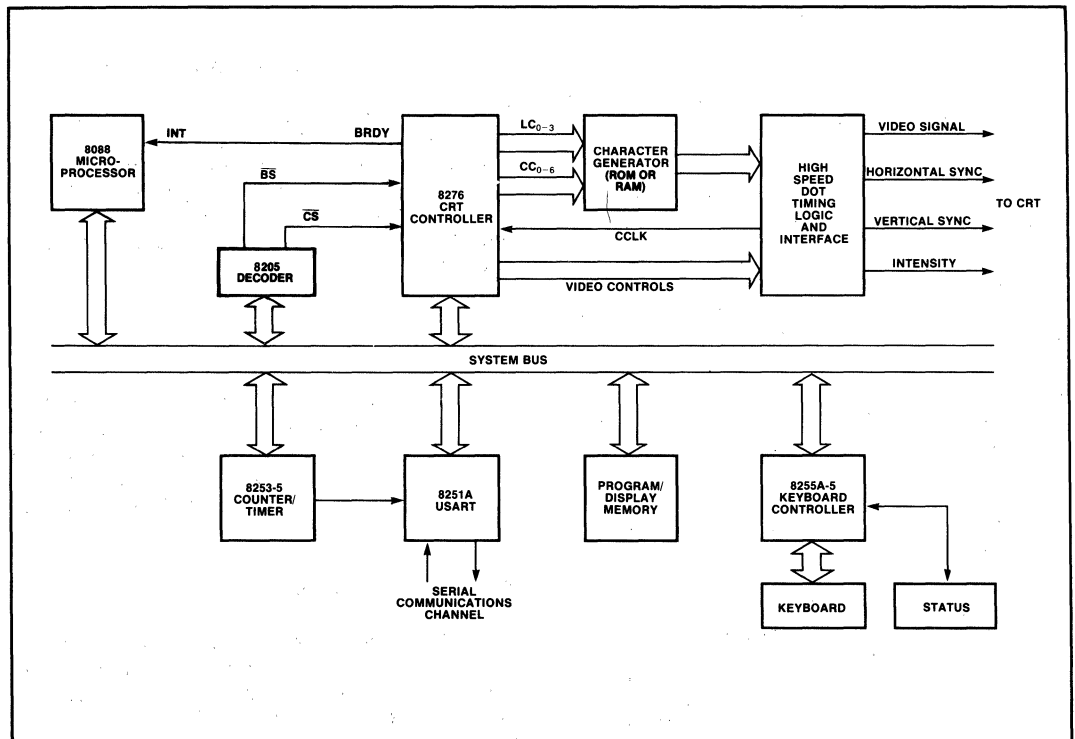 8088
MICRO-
PROCESSOR
INT
BRDY
B̅S̅
C̅S̅
8205
DECODER
8276
CRT
CONTROLLER
LC₀₋₃
CC₀₋₆
CHARACTER
GENERATOR
(ROM OR
RAM)
CCLK
VIDEO CONTROLS
HIGH
SPEED
DOT
TIMING
LOGIC
AND
INTERFACE
VIDEO SIGNAL
HORIZONTAL SYNC
TO CRT
VERTICAL SYNC
INTENSITY
SYSTEM BUS
8253-5
COUNTER/
TIMER
8251A
USART
SERIAL
COMMUNICATIONS
CHANNEL
PROGRAM/
DISPLAY
MEMORY
8255A-5
KEYBOARD
CONTROLLER
KEYBOARD
STATUS